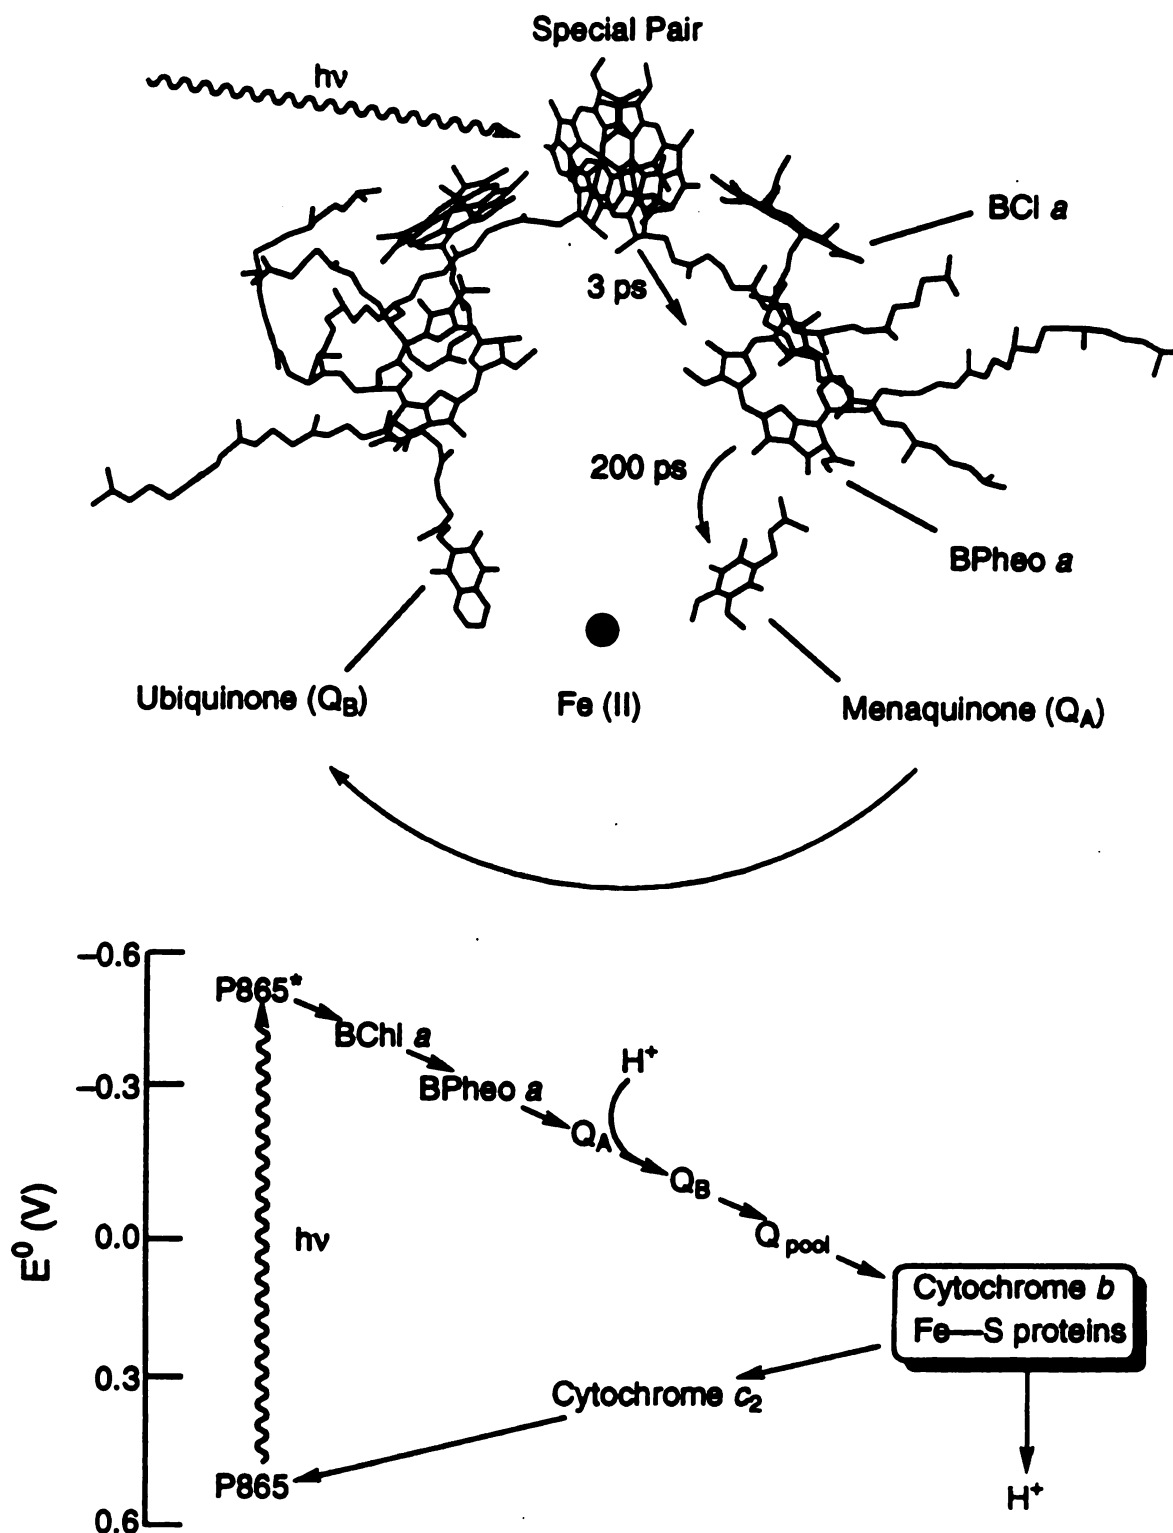 Special Pair
hν
BCl a
3 ps
200 ps
BPheo a
Ubiquinone (QB)
Fe (II)
Menaquinone (QA)
−0.6
P865*
BChl a
H+
−0.3
BPheo a
QA
QB
E0 (V)
0.0
hν
Q pool
Cytochrome b
Fe—S proteins
0.3
Cytochrome c2
P865
H+
0.6